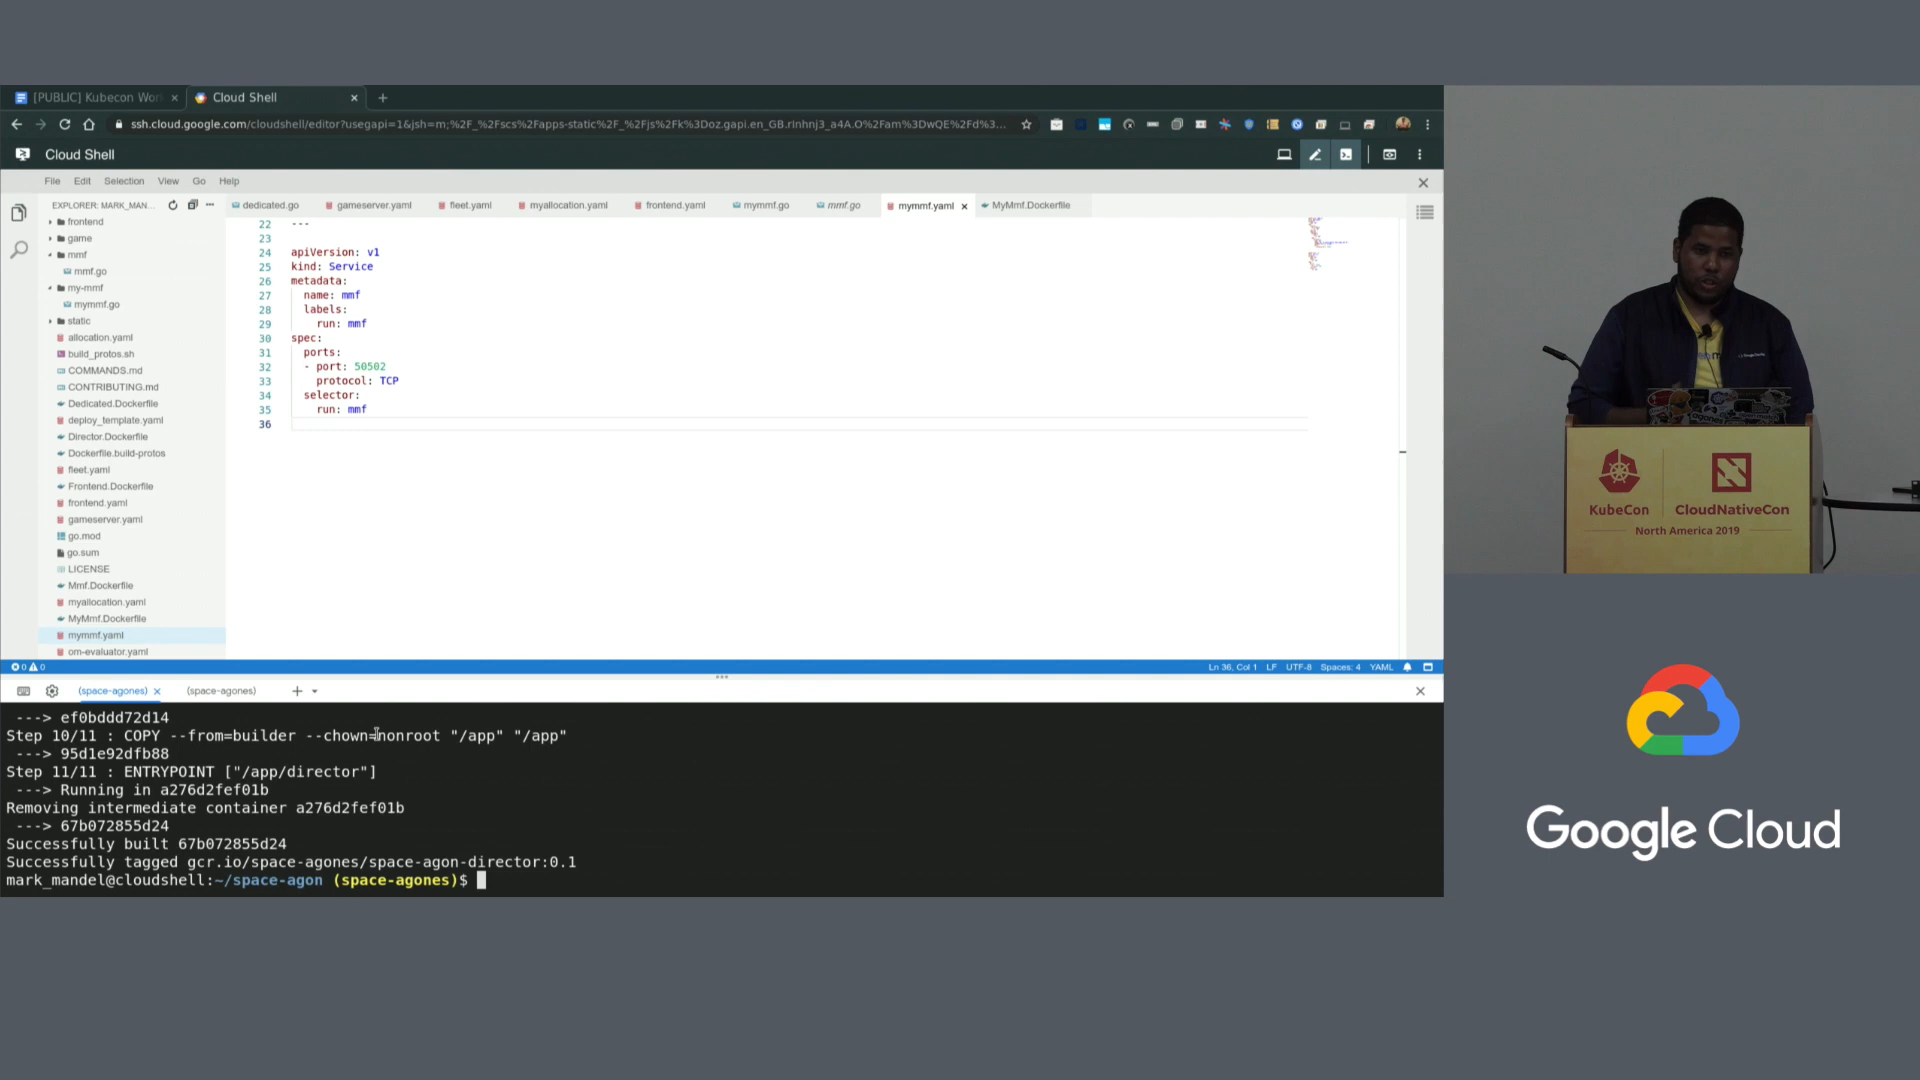 [PUBLIC] Kubecon Wor
Cloud Shell
ssh.cloud.google.com/cloudshell/editor?usegapi=1&jsh=m;%2F_%2Fscs%2Fapps-static%2F_%2Fjs%2Fk%3Doz.gapi.en_GB.rInhnj3_a4A.O%2Fam%3DwQE%2Fd%3...
Cloud Shell
File Edit Selection View Go Help
EXPLORER: MARK_MAN...
dedicated.go gameserver.yaml fleet.yaml myallocation.yaml frontend.yaml mymmf.go mmf.go mymmf.yaml MyMmf.Dockerfile
frontend
game
mmf
mmf.go
my-mmf
mymmf.go
static
allocation.yaml
build_protos.sh
COMMANDS.md
CONTRIBUTING.md
Dedicated.Dockerfile
deploy_template.yaml
Director.Dockerfile
Dockerfile.build-protos
fleet.yaml
Frontend.Dockerfile
frontend.yaml
gameserver.yaml
go.mod
go.sum
LICENSE
Mmf.Dockerfile
myallocation.yaml
MyMmf.Dockerfile
mymmf.yaml
om-evaluator.yaml
22 ---
23
24 apiVersion: v1
25 kind: Service
26 metadata:
27 name: mmf
28 labels:
29 run: mmf
30 spec:
31 ports:
32 - port: 50502
33 protocol: TCP
34 selector:
35 run: mmf
36
0 0
Ln 36, Col 1 LF UTF-8 Spaces: 4 YAML
(space-agones) (space-agones)
---> ef0bddd72d14
Step 10/11 : COPY --from=builder --chown=nonroot "/app" "/app"
---> 95d1e92dfb88
Step 11/11 : ENTRYPOINT ["/app/director"]
---> Running in a276d2fef01b
Removing intermediate container a276d2fef01b
---> 67b072855d24
Successfully built 67b072855d24
Successfully tagged gcr.io/space-agones/space-agon-director:0.1
mark_mandel@cloudshell:~/space-agon (space-agones)$
KubeCon CloudNativeCon
North America 2019
Google Cloud